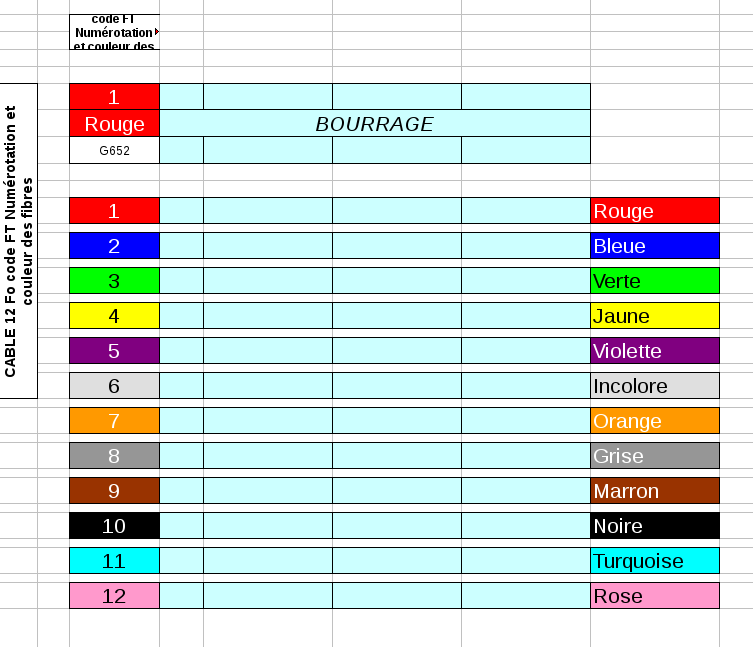 code FT
Numérotation
et couleur des
CABLE 12 Fo code FT Numérotation et
couleur des fibres
1
Rouge
BOURRAGE
G652
1 Rouge
2 Bleue
3 Verte
4 Jaune
5 Violette
6 Incolore
7 Orange
8 Grise
9 Marron
10 Noire
11 Turquoise
12 Rose